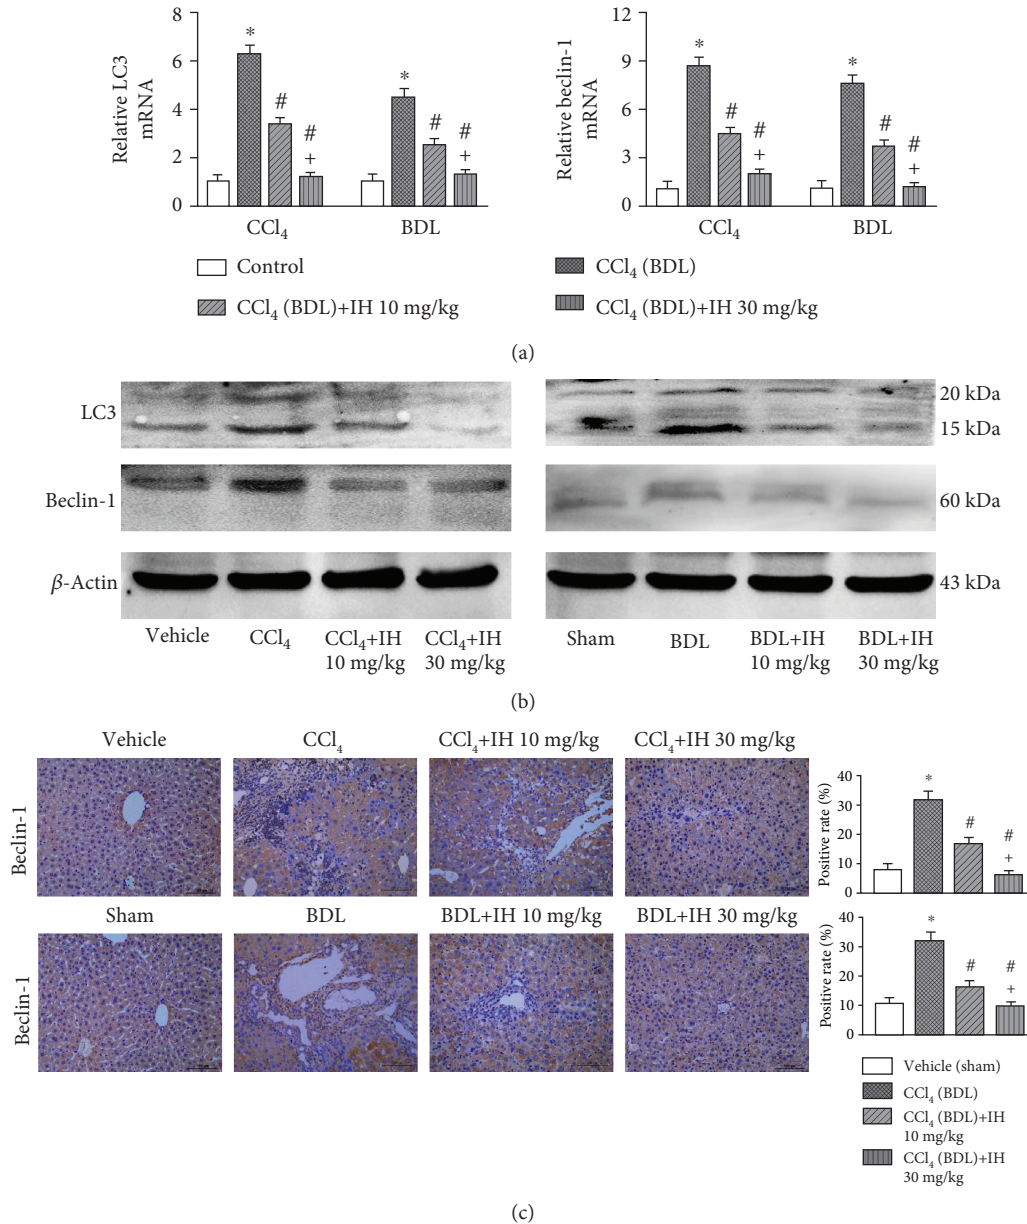 Relative LC3
mRNA
8
6
4
2
0
*
#
#
+
*
#
#
+
CCl4
BDL
Relative beclin-1
mRNA
12
9
6
3
0
*
#
#
+
*
#
#
+
CCl4
BDL
Control
CCl4 (BDL)
CCl4 (BDL)+IH 10 mg/kg
CCl4 (BDL)+IH 30 mg/kg
(a)
LC3
20 kDa
15 kDa
Beclin-1
60 kDa
β-Actin
43 kDa
Vehicle
CCl4
CCl4+IH
10 mg/kg
CCl4+IH
30 mg/kg
Sham
BDL
BDL+IH
10 mg/kg
BDL+IH
30 mg/kg
(b)
Vehicle
CCl4
CCl4+IH 10 mg/kg
CCl4+IH 30 mg/kg
Beclin-1
Positive rate (%)
40
30
20
10
0
*
#
#
+
Sham
BDL
BDL+IH 10 mg/kg
BDL+IH 30 mg/kg
Beclin-1
Positive rate (%)
40
30
20
10
0
*
#
#
+
Vehicle (sham)
CCl4 (BDL)
CCl4 (BDL)+IH
10 mg/kg
CCl4 (BDL)+IH
30 mg/kg
(c)